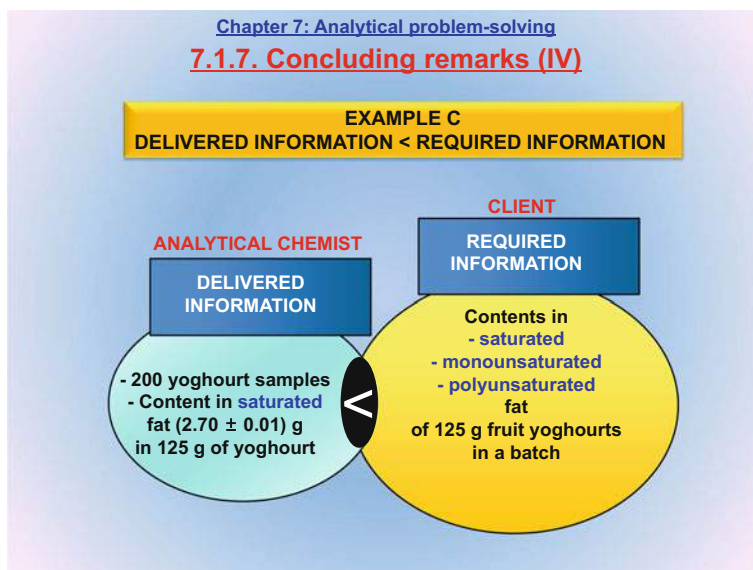 Chapter 7: Analytical problem-solving
7.1.7. Concluding remarks (IV)
EXAMPLE C
DELIVERED INFORMATION < REQUIRED INFORMATION
ANALYTICAL CHEMIST
DELIVERED
INFORMATION
- 200 yoghourt samples
- Content in saturated
fat (2.70 ± 0.01) g
in 125 g of yoghourt
<
CLIENT
REQUIRED
INFORMATION
Contents in
- saturated
- monounsaturated
- polyunsaturated
fat
of 125 g fruit yoghourts
in a batch